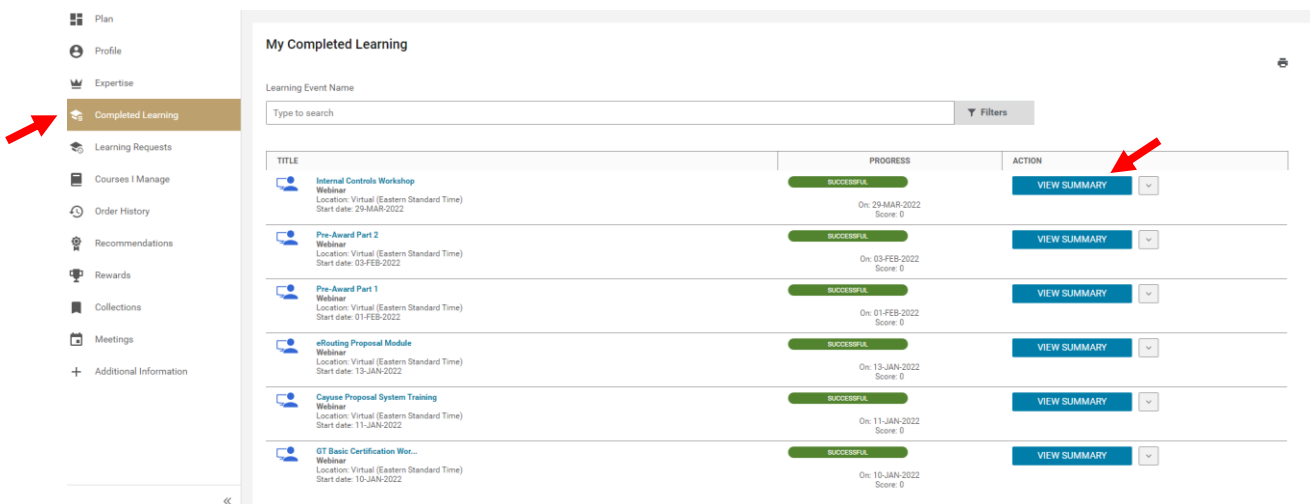 Plan
Profile
Expertise
Completed Learning
Learning Requests
Courses I Manage
Order History
Recommendations
Rewards
Collections
Meetings
Additional Information
My Completed Learning
Learning Event Name
Type to search
Filters
TITLE PROGRESS ACTION
Internal Controls Workshop
Webinar
Location: Virtual (Eastern Standard Time)
Start date: 29-MAR-2022
SUCCESSFUL
On: 29-MAR-2022
Score: 0
VIEW SUMMARY
Pre-Award Part 2
Webinar
Location: Virtual (Eastern Standard Time)
Start date: 03-FEB-2022
SUCCESSFUL
On: 03-FEB-2022
Score: 0
VIEW SUMMARY
Pre-Award Part 1
Webinar
Location: Virtual (Eastern Standard Time)
Start date: 01-FEB-2022
SUCCESSFUL
On: 01-FEB-2022
Score: 0
VIEW SUMMARY
eRouting Proposal Module
Webinar
Location: Virtual (Eastern Standard Time)
Start date: 13-JAN-2022
SUCCESSFUL
On: 13-JAN-2022
Score: 0
VIEW SUMMARY
Cayuse Proposal System Training
Webinar
Location: Virtual (Eastern Standard Time)
Start date: 11-JAN-2022
SUCCESSFUL
On: 11-JAN-2022
Score: 0
VIEW SUMMARY
GT Basic Certification Wor...
Webinar
Location: Virtual (Eastern Standard Time)
Start date: 10-JAN-2022
SUCCESSFUL
On: 10-JAN-2022
Score: 0
VIEW SUMMARY